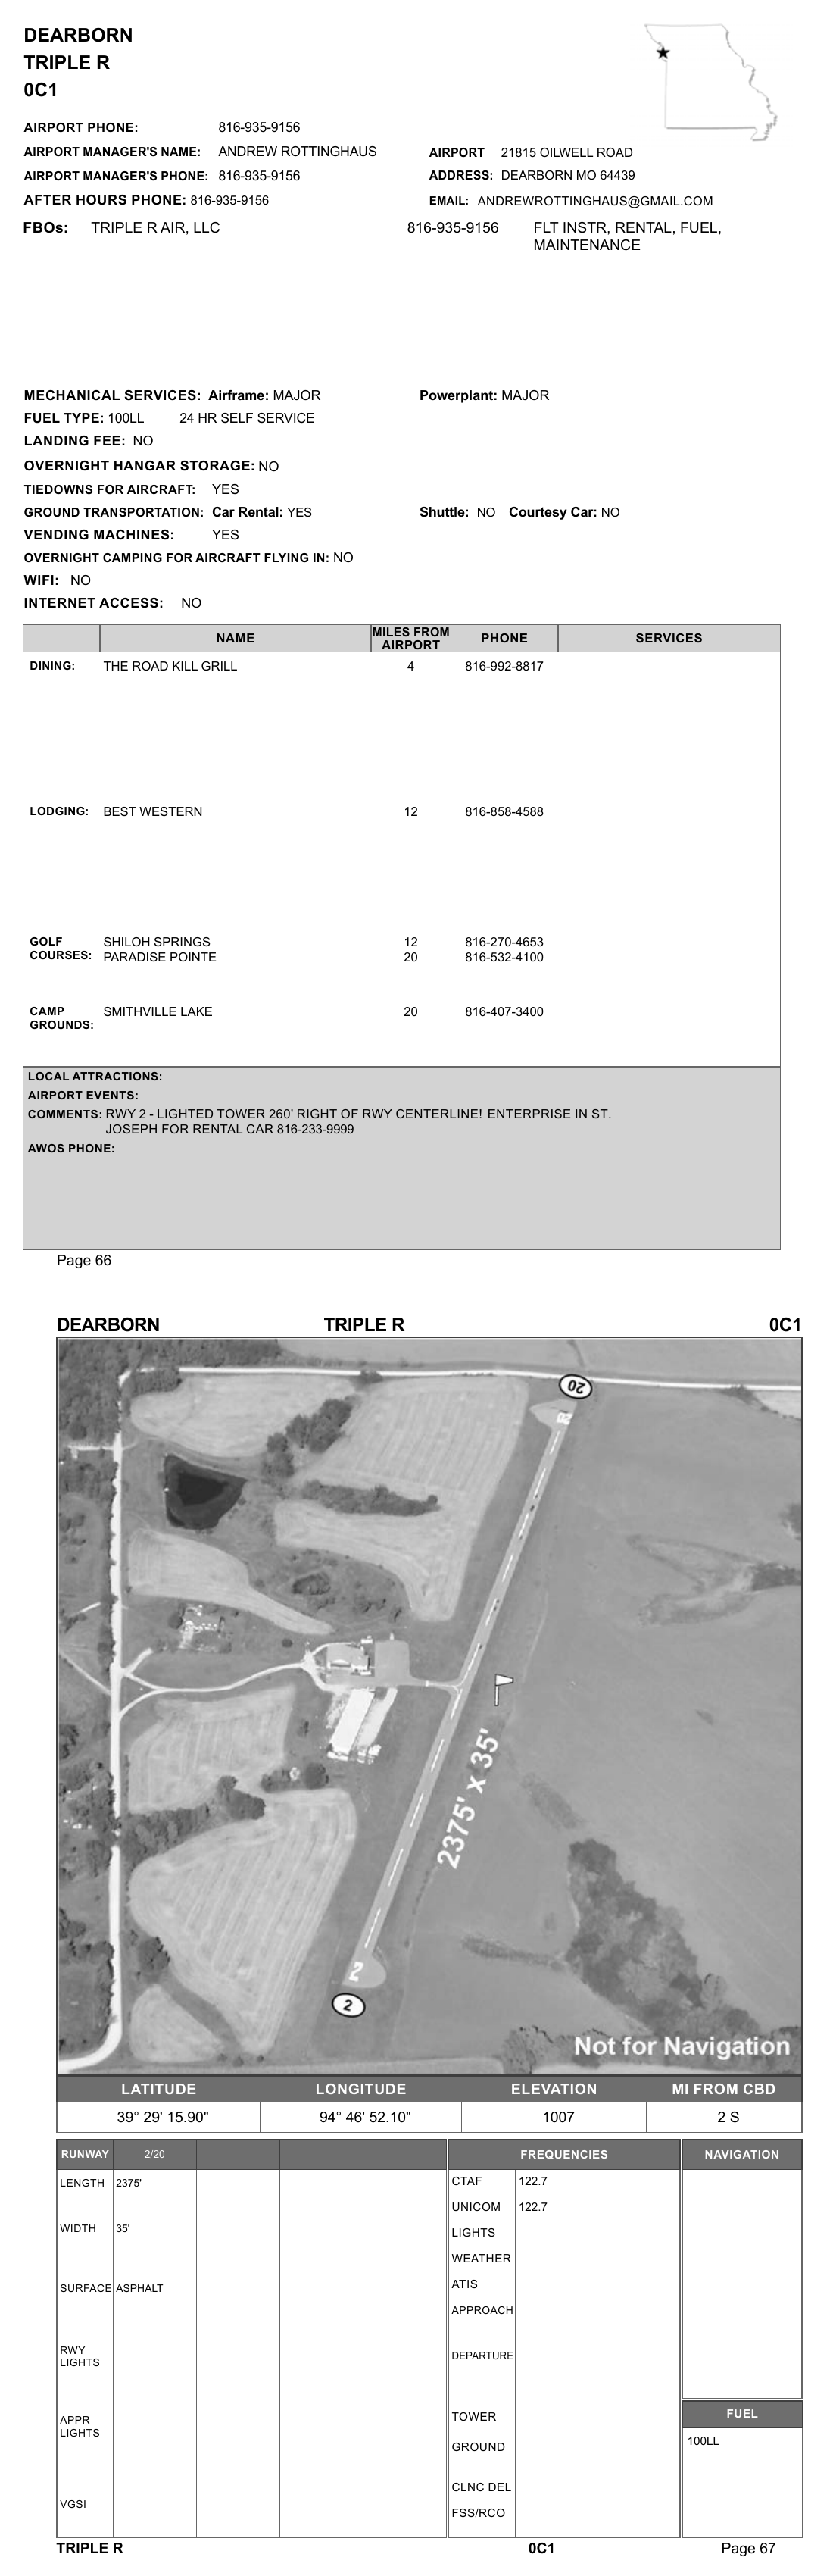 DEARBORN
TRIPLE R
0C1
AIRPORT PHONE: 816-935-9156
AIRPORT MANAGER'S NAME: ANDREW ROTTINGHAUS
AIRPORT 21815 OILWELL ROAD
AIRPORT MANAGER'S PHONE: 816-935-9156
ADDRESS: DEARBORN MO 64439
AFTER HOURS PHONE: 816-935-9156
EMAIL: ANDREWROTTINGHAUS@GMAIL.COM
FBOs: TRIPLE R AIR, LLC 816-935-9156 FLT INSTR, RENTAL, FUEL,
MAINTENANCE
MECHANICAL SERVICES: Airframe: MAJOR Powerplant: MAJOR
FUEL TYPE: 100LL 24 HR SELF SERVICE
LANDING FEE: NO
OVERNIGHT HANGAR STORAGE: NO
TIEDOWNS FOR AIRCRAFT: YES
GROUND TRANSPORTATION: Car Rental: YES Shuttle: NO Courtesy Car: NO
VENDING MACHINES: YES
OVERNIGHT CAMPING FOR AIRCRAFT FLYING IN: NO
WIFI: NO
INTERNET ACCESS: NO
NAME MILES FROM AIRPORT PHONE SERVICES
DINING: THE ROAD KILL GRILL 4 816-992-8817
LODGING: BEST WESTERN 12 816-858-4588
GOLF SHILOH SPRINGS 12 816-270-4653
COURSES: PARADISE POINTE 20 816-532-4100
CAMP SMITHVILLE LAKE 20 816-407-3400
GROUNDS:
LOCAL ATTRACTIONS:
AIRPORT EVENTS:
COMMENTS: RWY 2 - LIGHTED TOWER 260' RIGHT OF RWY CENTERLINE! ENTERPRISE IN ST.
JOSEPH FOR RENTAL CAR 816-233-9999
AWOS PHONE:
Page 66
DEARBORN TRIPLE R 0C1
20
20
2375' x 35'
2
2
Not for Navigation
LATITUDE LONGITUDE ELEVATION MI FROM CBD
39° 29' 15.90" 94° 46' 52.10" 1007 2 S
RUNWAY 2/20 FREQUENCIES NAVIGATION
LENGTH 2375' CTAF 122.7
UNICOM 122.7
WIDTH 35'
LIGHTS
WEATHER
SURFACE ASPHALT ATIS
APPROACH
RWY
LIGHTS
DEPARTURE
FUEL
APPR
LIGHTS
TOWER
100LL
GROUND
CLNC DEL
VGSI
FSS/RCO
TRIPLE R 0C1 Page 67